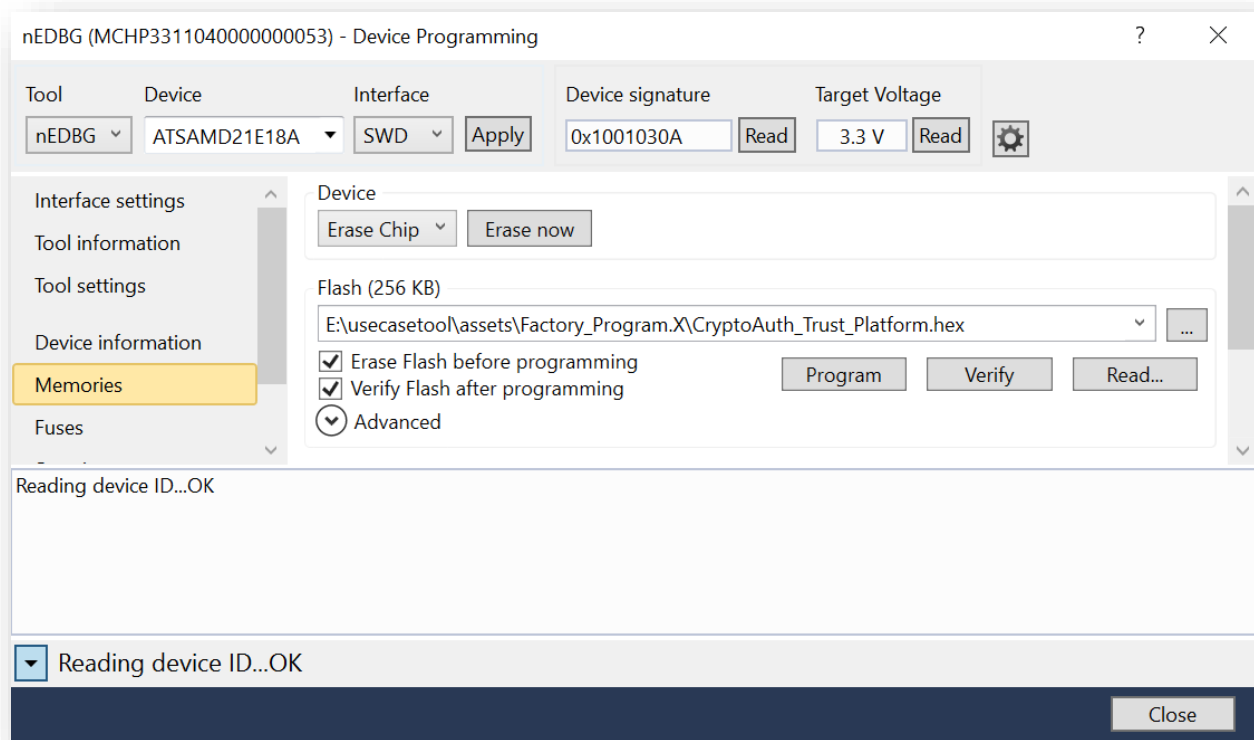 nEDBG (MCHP3311040000000053) - Device Programming
? ×
Tool Device Interface Device signature Target Voltage
nEDBG ATSAMD21E18A SWD Apply 0x1001030A Read 3.3 V Read
Interface settings
Tool information
Tool settings
Device information
Memories
Fuses
Device
Erase Chip Erase now
Flash (256 KB)
E:\usecasetool\assets\Factory_Program.X\CryptoAuth_Trust_Platform.hex ...
Erase Flash before programming
Verify Flash after programming
Program Verify Read...
Advanced
Reading device ID...OK
Reading device ID...OK
Close